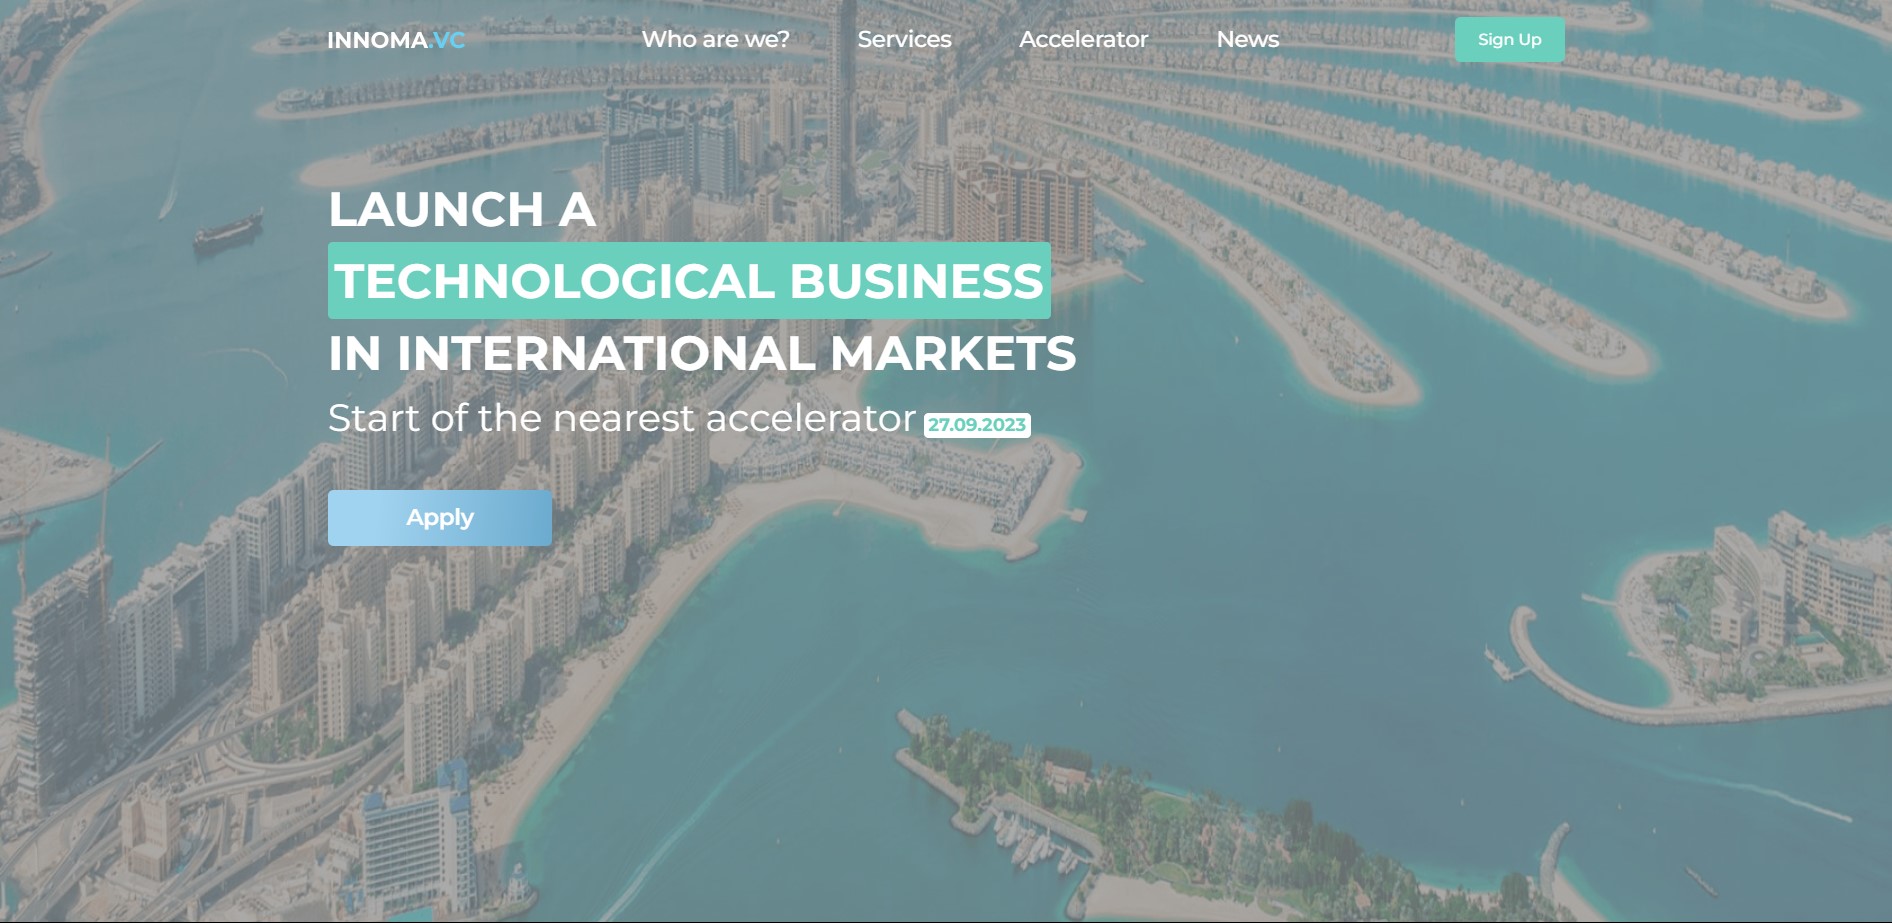 INNOMA.VC
Who are we?
Services
Accelerator
News
Sign Up
LAUNCH A
TECHNOLOGICAL BUSINESS
IN INTERNATIONAL MARKETS
Start of the nearest accelerator 27.09.2023
Apply